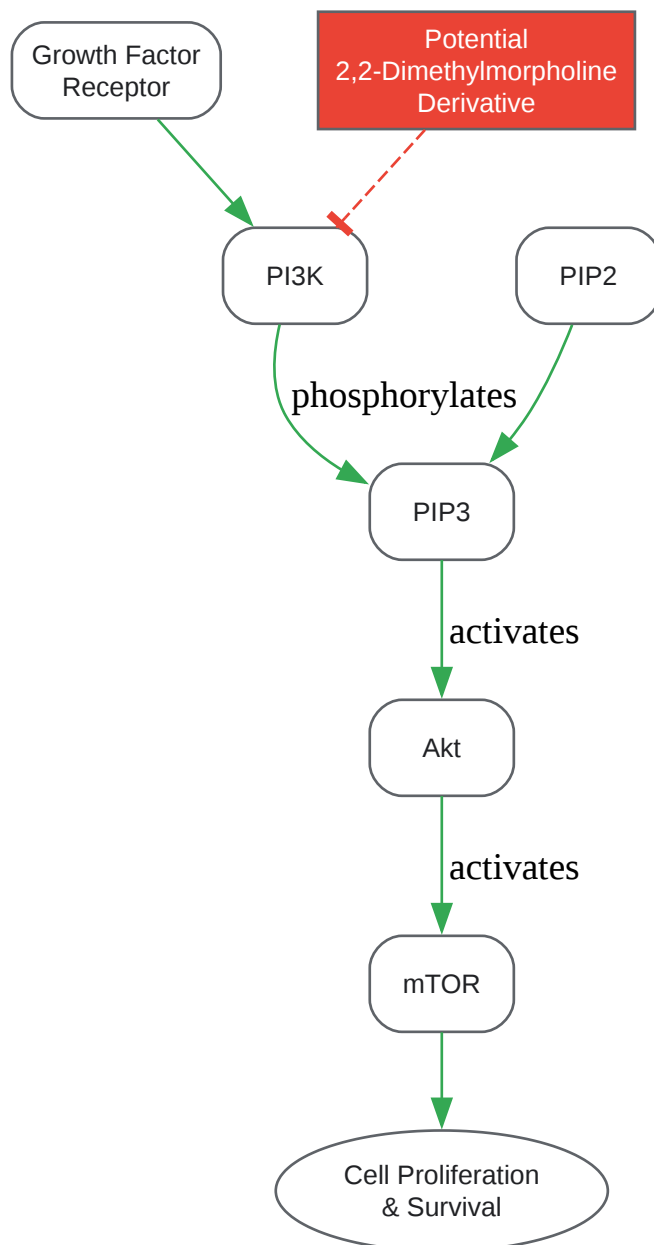 Growth Factor
Receptor
Potential
2,2-Dimethylmorpholine
Derivative
PI3K
PIP2
phosphorylates
PIP3
activates
Akt
activates
mTOR
Cell Proliferation
& Survival